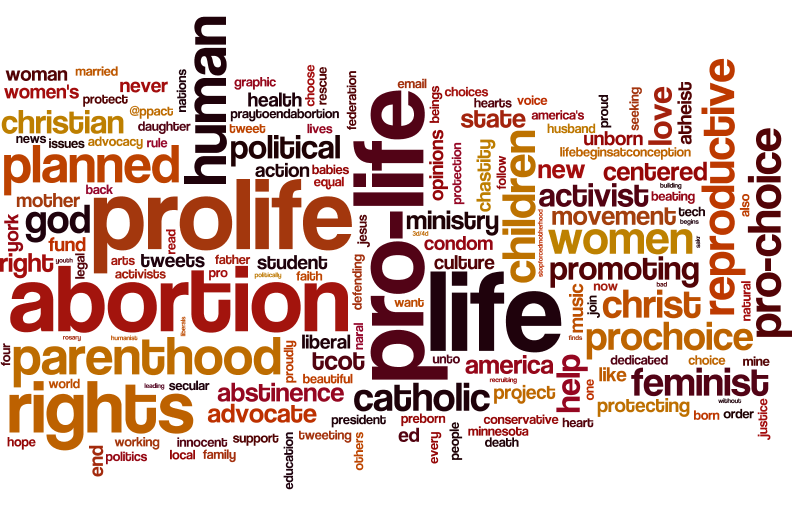 woman
married
women's
never
protect
nations
human
graphic
choose
rescue
federation
health
email
beings
choices
christian
@ppact
praytoendabortion
hearts
voice
daughter
tweet
lives
state
america's
proud
seeking
love
atheist
reproductive
news
issues
advocacy
rule
political
husband
unborn
planned
action
babies
equal
opinions
protection
chastity
follow
children
lifebeginsatconception
new
centered
building
back
mother
prolife
pro-life
activist
beating
pro-choice
god
jesus
ministry
3d/4d
movement
tech
begins
also
york
fund
read
condom
stopforcedmotherhood
women
right
youth
legal
arts
tweets
father
student
culture
promoting
activists
pro
politically
faith
defending
abortion
life
want
music
join
now
bad
christ
natural
rosary
humanist
liberals
proudly
liberal
naral
finds
prochoice
four
parenthood
tcot
unto
america
help
dedicated
choice
mine
world
leading
secular
beautiful
recruiting
one
like
feminist
rights
abstinence
catholic
project
without
advocate
protecting
president
preborn
conservative
heart
born
order
justice
hope
working
innocent
support
tweeting
ed
minnesota
end
politics
local
family
education
others
every
people
death